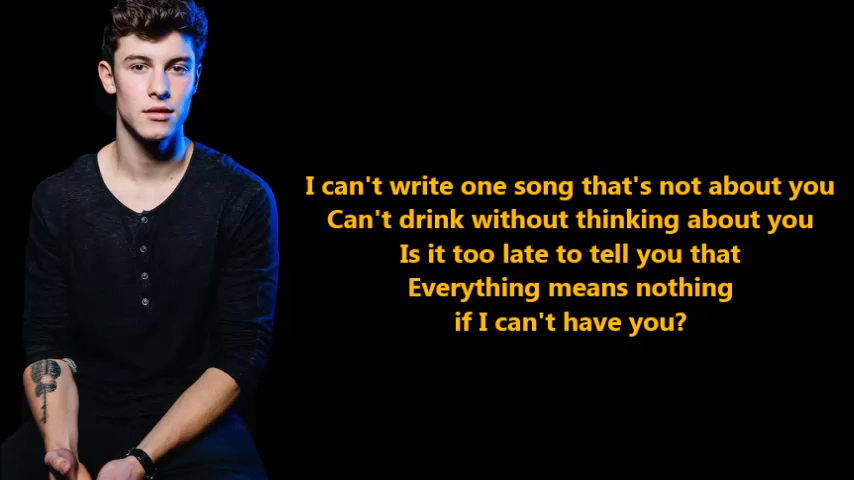 I can't write one song that's not about you
Can't drink without thinking about you
Is it too late to tell you that
Everything means nothing
if I can't have you?